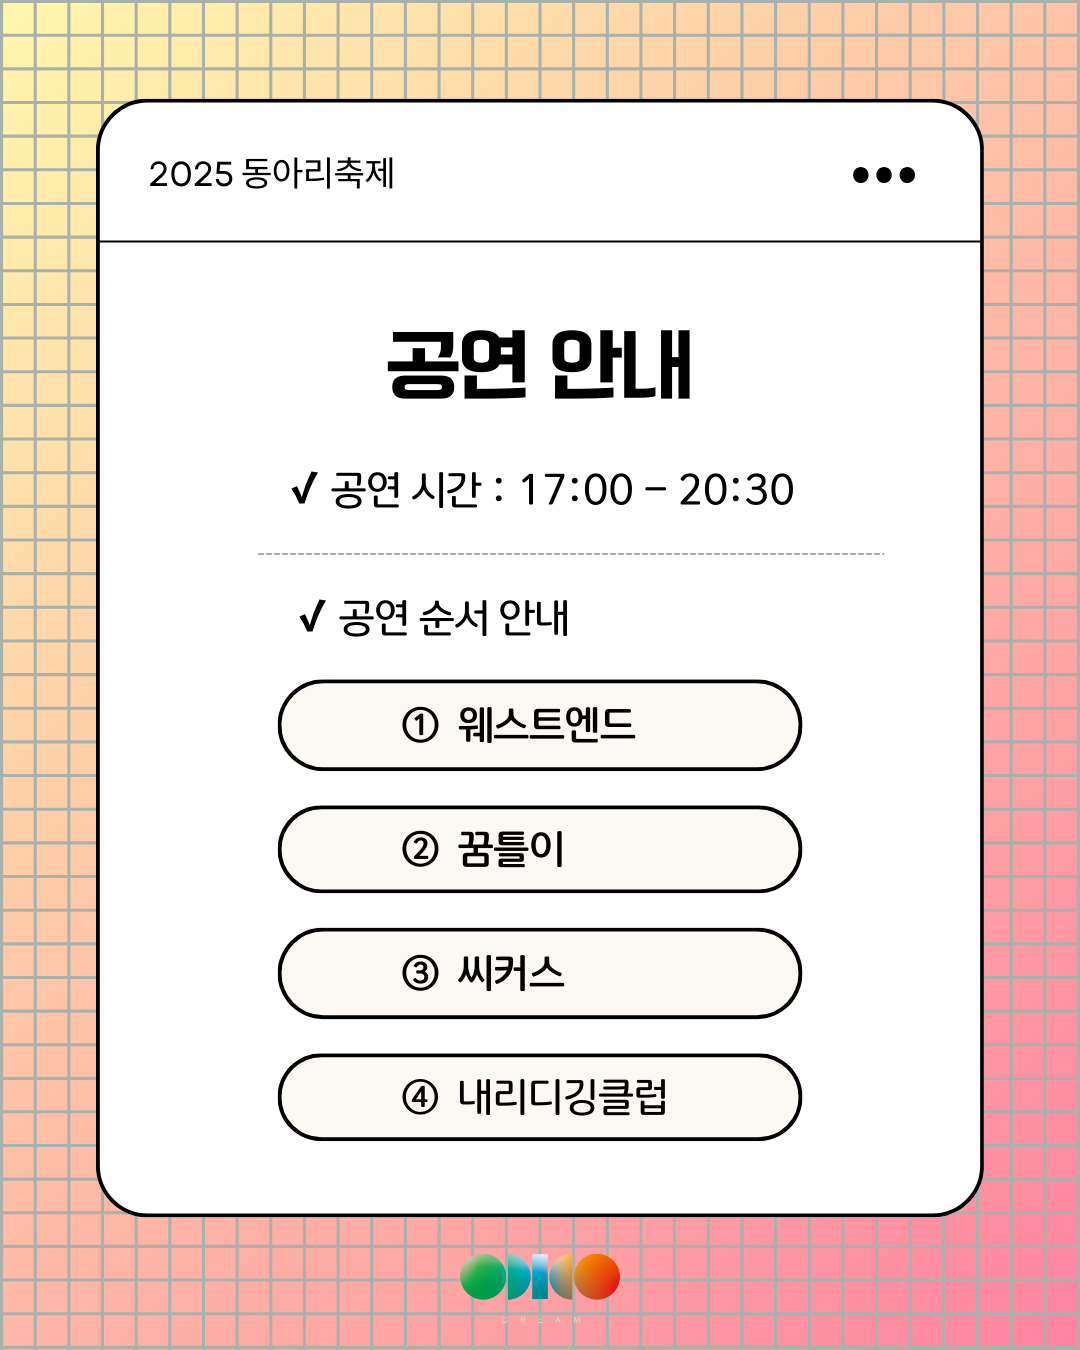 2025 동아리축제
공연 안내
✓ 공연 시간 : 17:00 – 20:30
✓ 공연 순서 안내
① 웨스트엔드
② 꿈틀이
③ 씨커스
④ 내리디깅클럽
DREAM